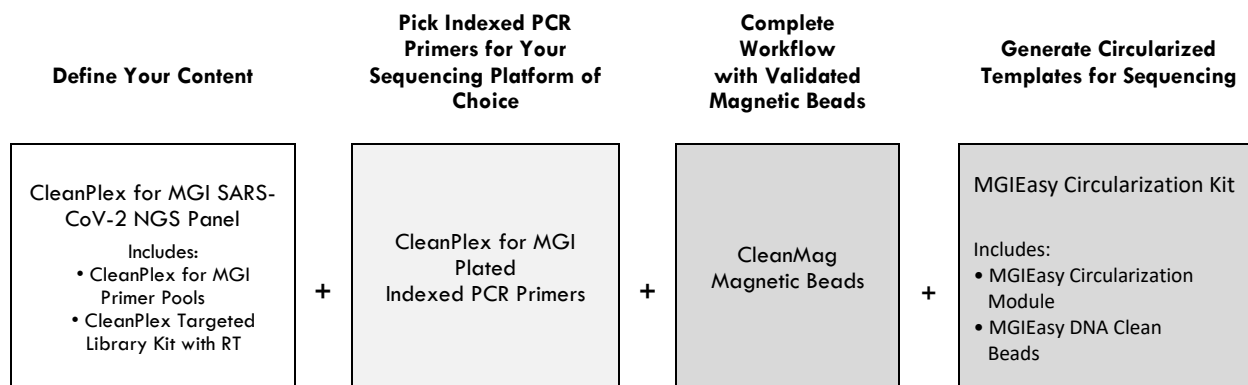 Define Your Content
Pick Indexed PCR
Primers for Your
Sequencing Platform of
Choice
Complete
Workflow
with Validated
Magnetic Beads
Generate Circularized
Templates for Sequencing
CleanPlex for MGI SARS-
CoV-2 NGS Panel
Includes:
• CleanPlex for MGI
Primer Pools
• CleanPlex Targeted
Library Kit with RT
+
CleanPlex for MGI
Plated
Indexed PCR Primers
+
CleanMag
Magnetic Beads
+
MGIEasy Circularization Kit
Includes:
• MGIEasy Circularization
Module
• MGIEasy DNA Clean
Beads